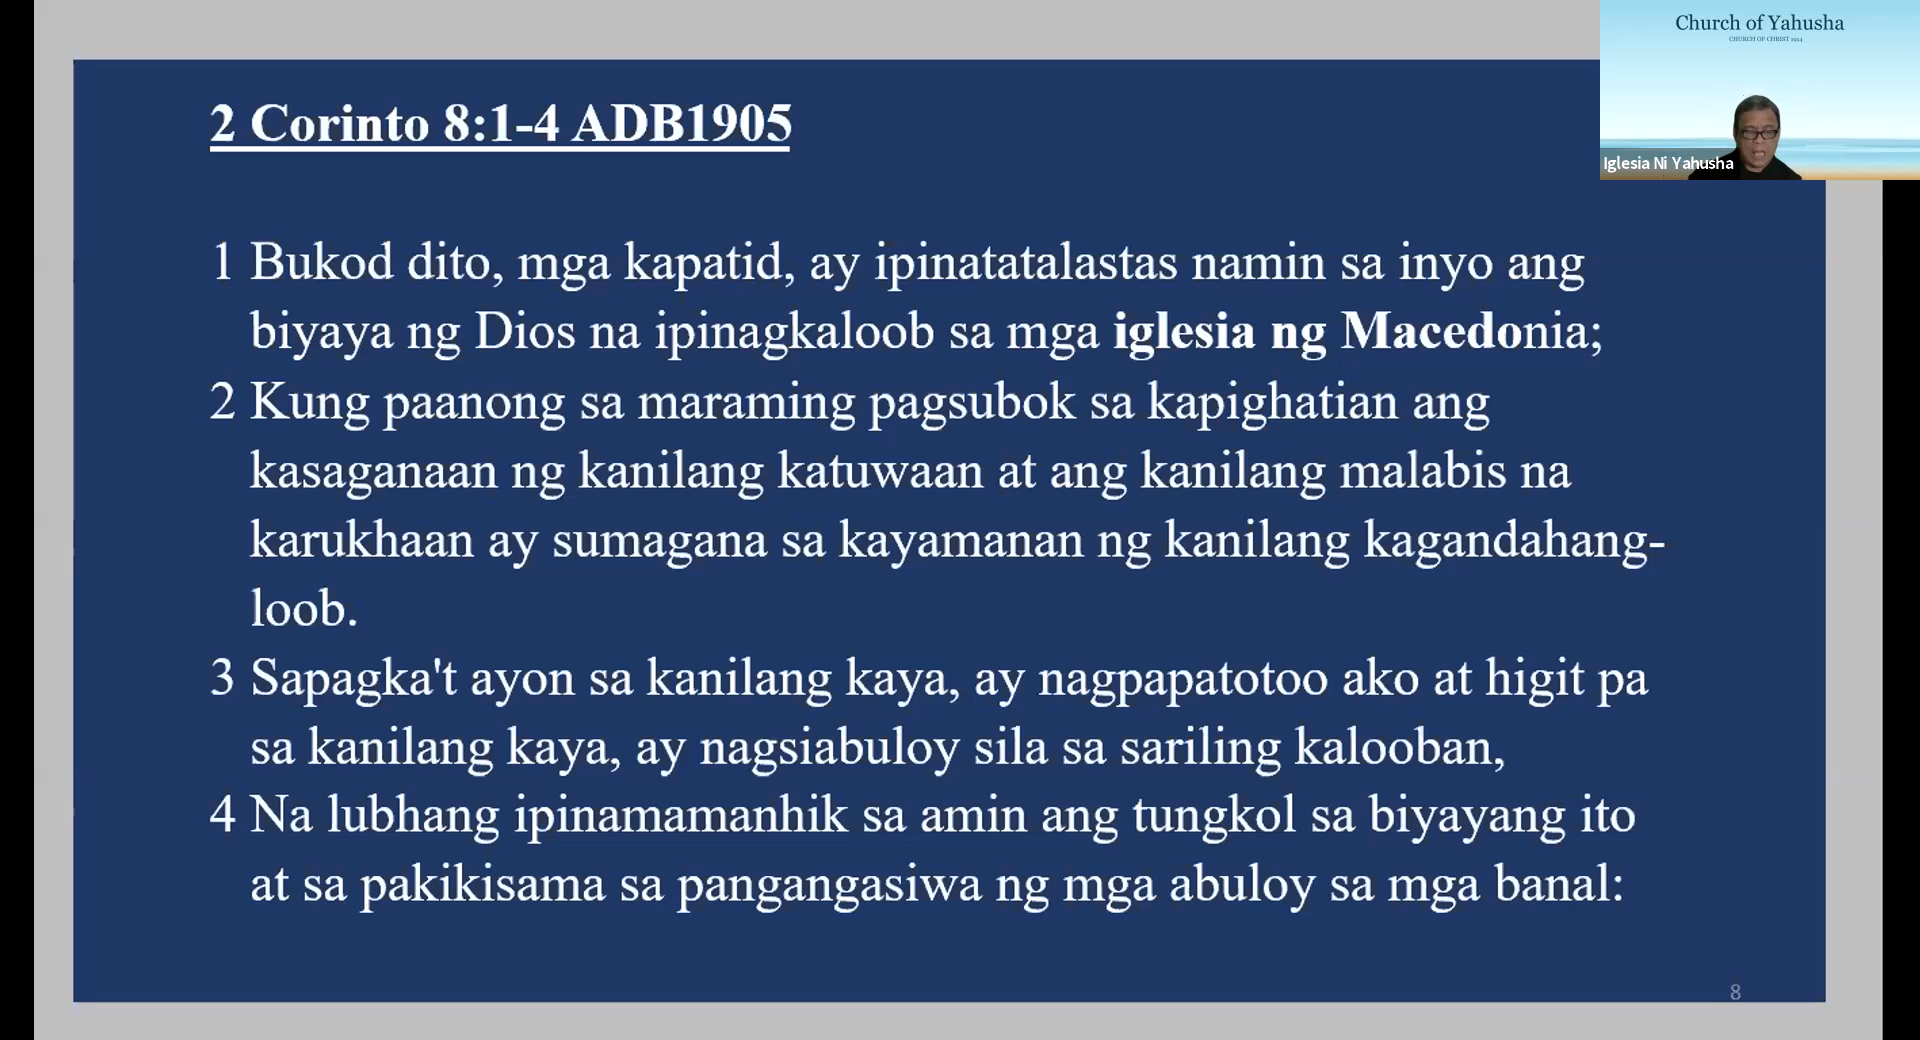 Church of Yahusha
CHURCH OF CHRIST 1914
Iglesia Ni Yahusha
2 Corinto 8:1-4 ADB1905
1 Bukod dito, mga kapatid, ay ipinatatalastas namin sa inyo ang
biyaya ng Dios na ipinagkaloob sa mga iglesia ng Macedonia;
2 Kung paanong sa maraming pagsubok sa kapighatian ang
kasaganaan ng kanilang katuwaan at ang kanilang malabis na
karukhaan ay sumagana sa kayamanan ng kanilang kagandahang-
loob.
3 Sapagka't ayon sa kanilang kaya, ay nagpapatotoo ako at higit pa
sa kanilang kaya, ay nagsiabuloy sila sa sariling kalooban,
4 Na lubhang ipinamamanhik sa amin ang tungkol sa biyayang ito
at sa pakikisama sa pangangasiwa ng mga abuloy sa mga banal:
8